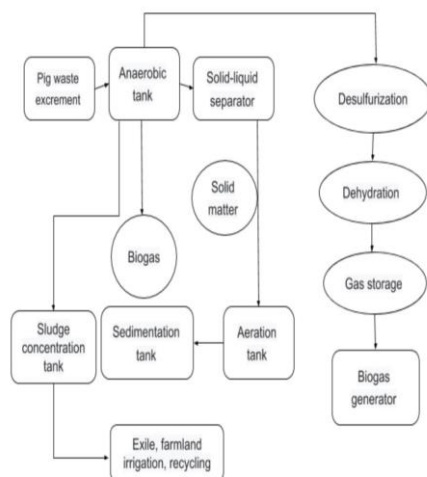 Pig waste
excrement
Anaerobic
tank
Solid-liquid
separator
Desulfurization
Solid
matter
Dehydration
Biogas
Gas storage
Sludge
concentration
tank
Sedimentation
tank
Aeration
tank
Biogas
generator
Exile, farmland
irrigation, recycling